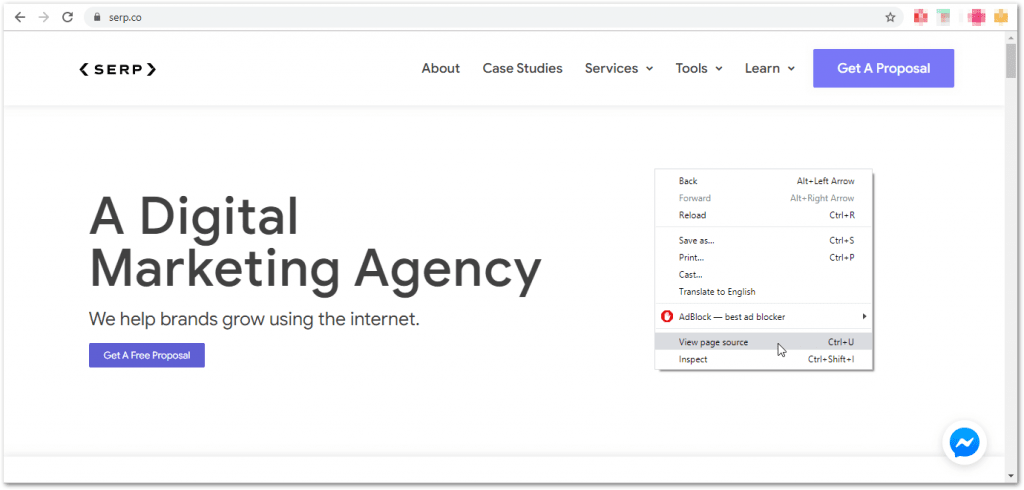 serp.co
SERP
About Case Studies Services Tools Learn Get A Proposal
A Digital
Marketing Agency
We help brands grow using the internet.
Get A Free Proposal
Back Alt+Left Arrow
Forward Alt+Right Arrow
Reload Ctrl+R
Save as... Ctrl+S
Print... Ctrl+P
Cast...
Translate to English
AdBlock — best ad blocker
View page source Ctrl+U
Inspect Ctrl+Shift+I